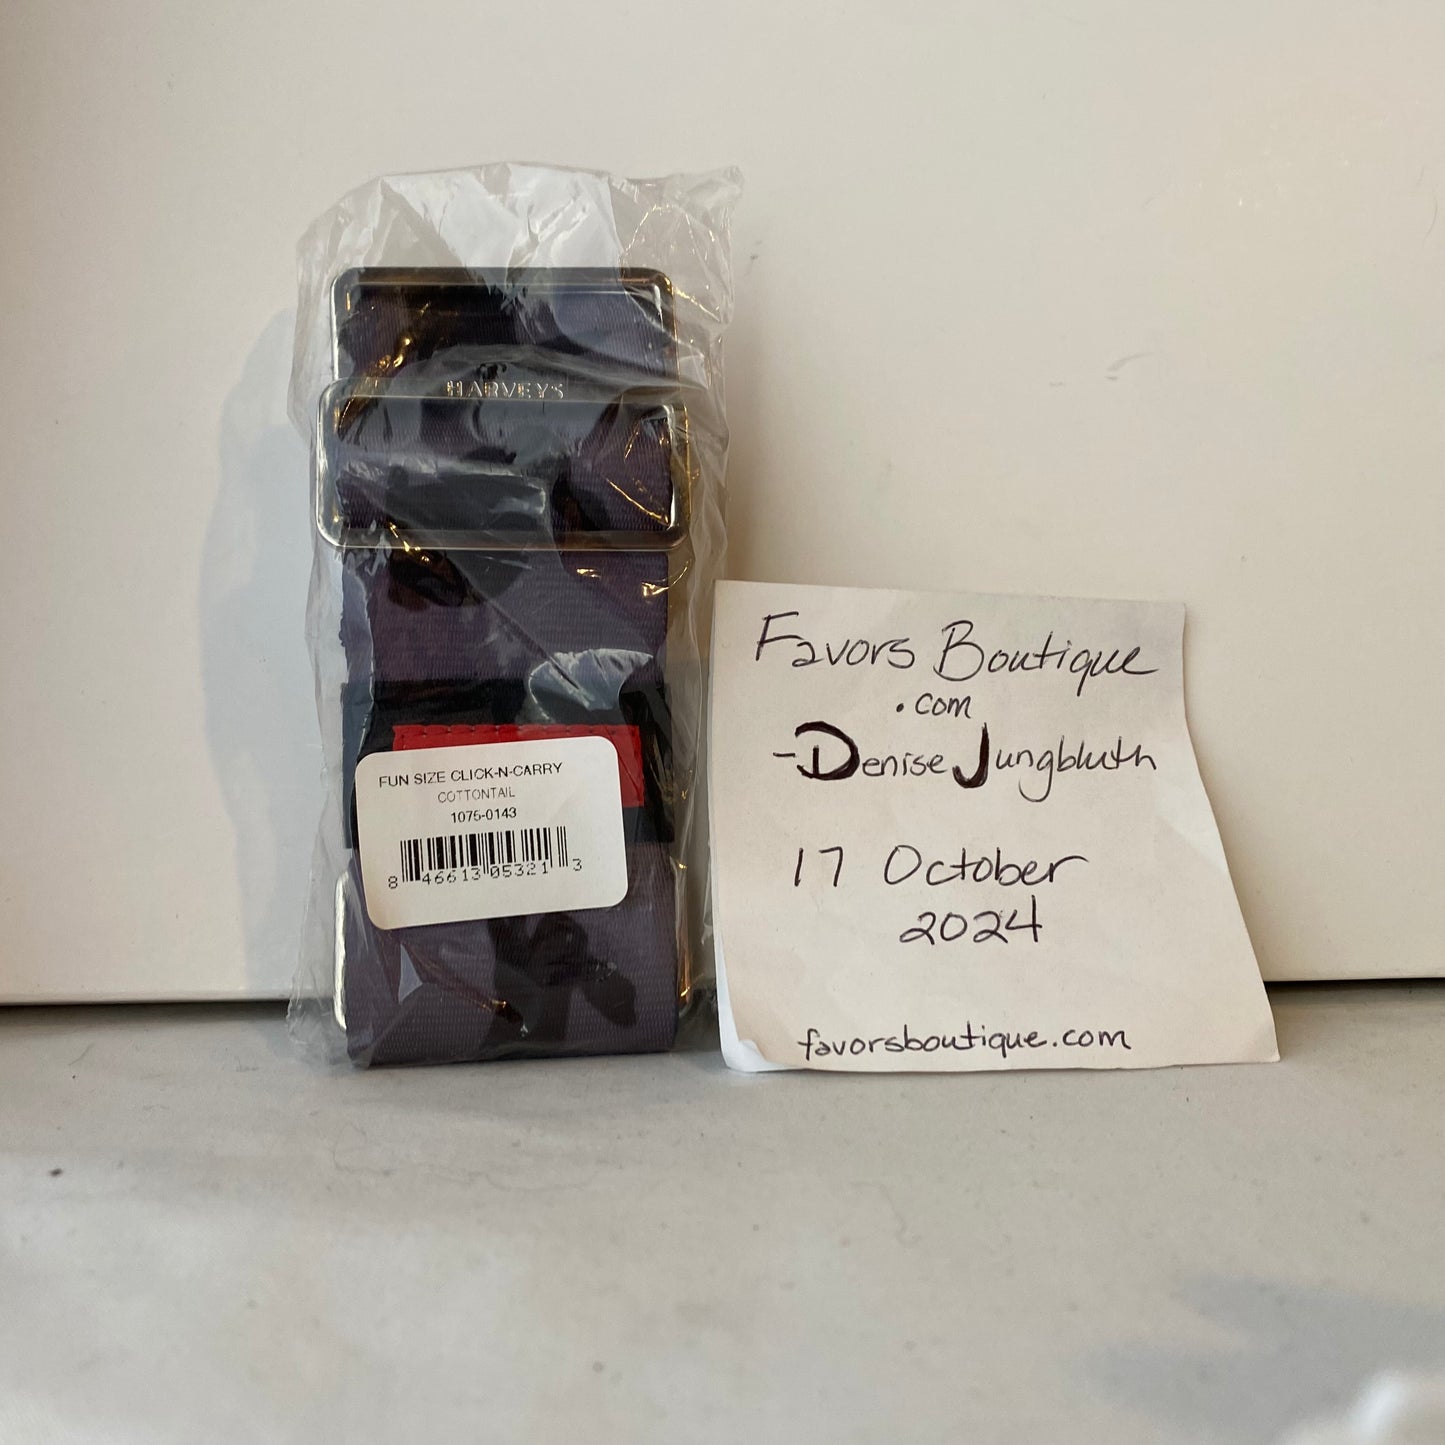 HARVEYS
FUN SIZE CLICK-N-CARRY
COTTONTAIL
1075-0143
8 46613 05321 3
Favors Boutique
.com
-Denise Jungbluth
17 October
2024
favorsboutique.com